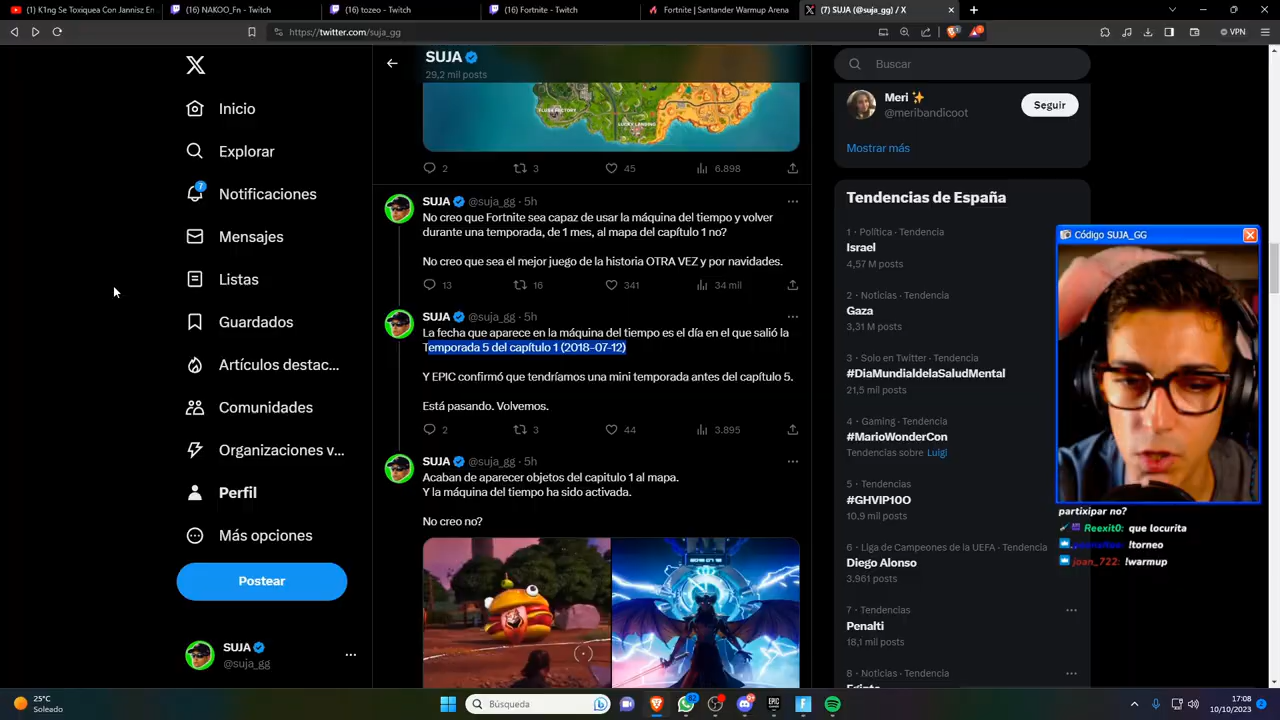 (1) K1ng Se Toxiquea Con Jannisz En
(16) NAKOO_Fn - Twitch
(16) tozeo - Twitch
(16) Fortnite - Twitch
Fortnite | Santander Warmup Arena
(7) SUJA (@suja_gg) / X
https://twitter.com/suja_gg
VPN
Inicio
Explorar
7
Notificaciones
Mensajes
Listas
Guardados
Artículos destac...
Comunidades
Organizaciones v...
Perfil
Más opciones
Postear
SUJA
@suja_gg
SUJA
29,2 mil posts
FLUSH FACTORY
LUCKY LANDING
2
3
45
6.898
SUJA @suja_gg · 5h
No creo que Fortnite sea capaz de usar la máquina del tiempo y volver
durante una temporada, de 1 mes, al mapa del capítulo 1 no?
No creo que sea el mejor juego de la historia OTRA VEZ y por navidades.
13
16
341
34 mil
SUJA @suja_gg · 5h
La fecha que aparece en la máquina del tiempo es el día en el que salió la
Temporada 5 del capítulo 1 (2018-07-12)
Y EPIC confirmó que tendríamos una mini temporada antes del capítulo 5.
Está pasando. Volvemos.
2
3
44
3.895
SUJA @suja_gg · 5h
Acaban de aparecer objetos del capitulo 1 al mapa.
Y la máquina del tiempo ha sido activada.
No creo no?
Buscar
Meri
@meribandicoot
Seguir
Mostrar más
Tendencias de España
1 · Política · Tendencia
Israel
4,57 M posts
2 · Noticias · Tendencia
Gaza
3,31 M posts
3 · Solo en Twitter · Tendencia
#DiaMundialdelaSaludMental
21,5 mil posts
4 · Gaming · Tendencia
#MarioWonderCon
Tendencias sobre Luigi
5 · Tendencias
#GHVIP10O
10,9 mil posts
6 · Liga de Campeones de la UEFA · Tendencia
Diego Alonso
3.961 posts
7 · Tendencias
Penalti
18,1 mil posts
8 · Noticias · Tendencia
Código SUJA_GG
partixipar no?
Reexit0: que locurita
!torneo
joan_722: !warmup
25°C
Soleado
Búsqueda
17:08
10/10/2023